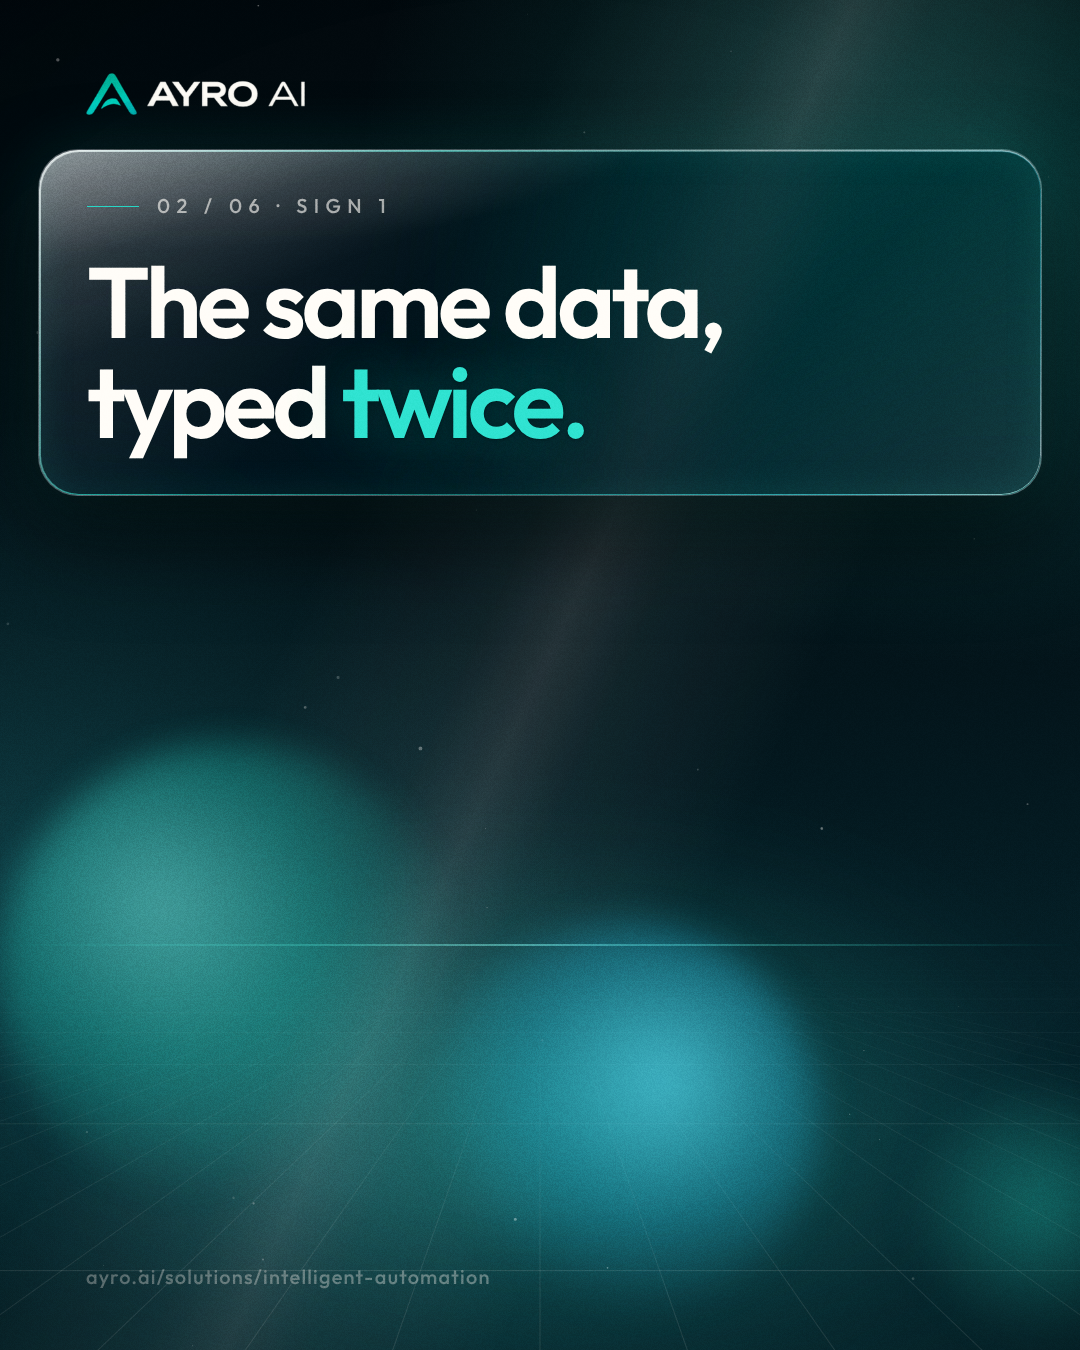 AYRO AI
02 / 06 · SIGN 1
The same data,
typed twice.
ayro.ai/solutions/intelligent-automation